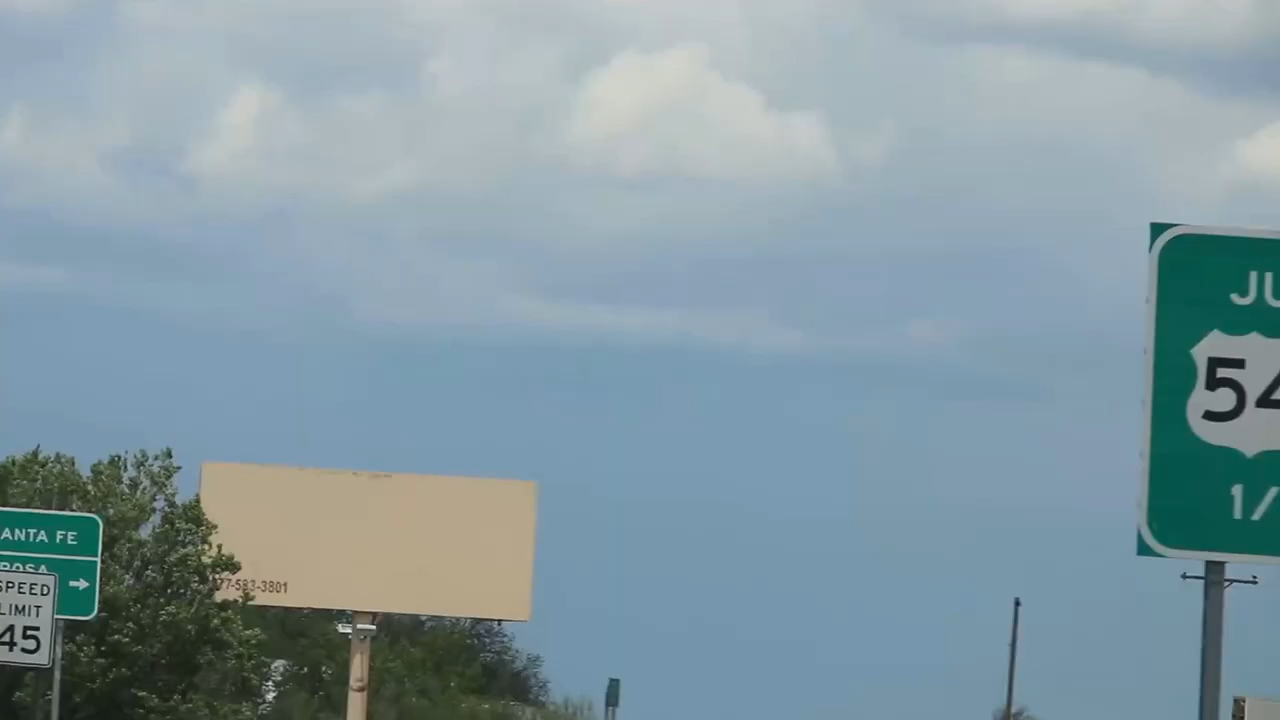 ANTA FE
ROSA
SPEED
LIMIT
45
77-583-3801
JU
54
1/